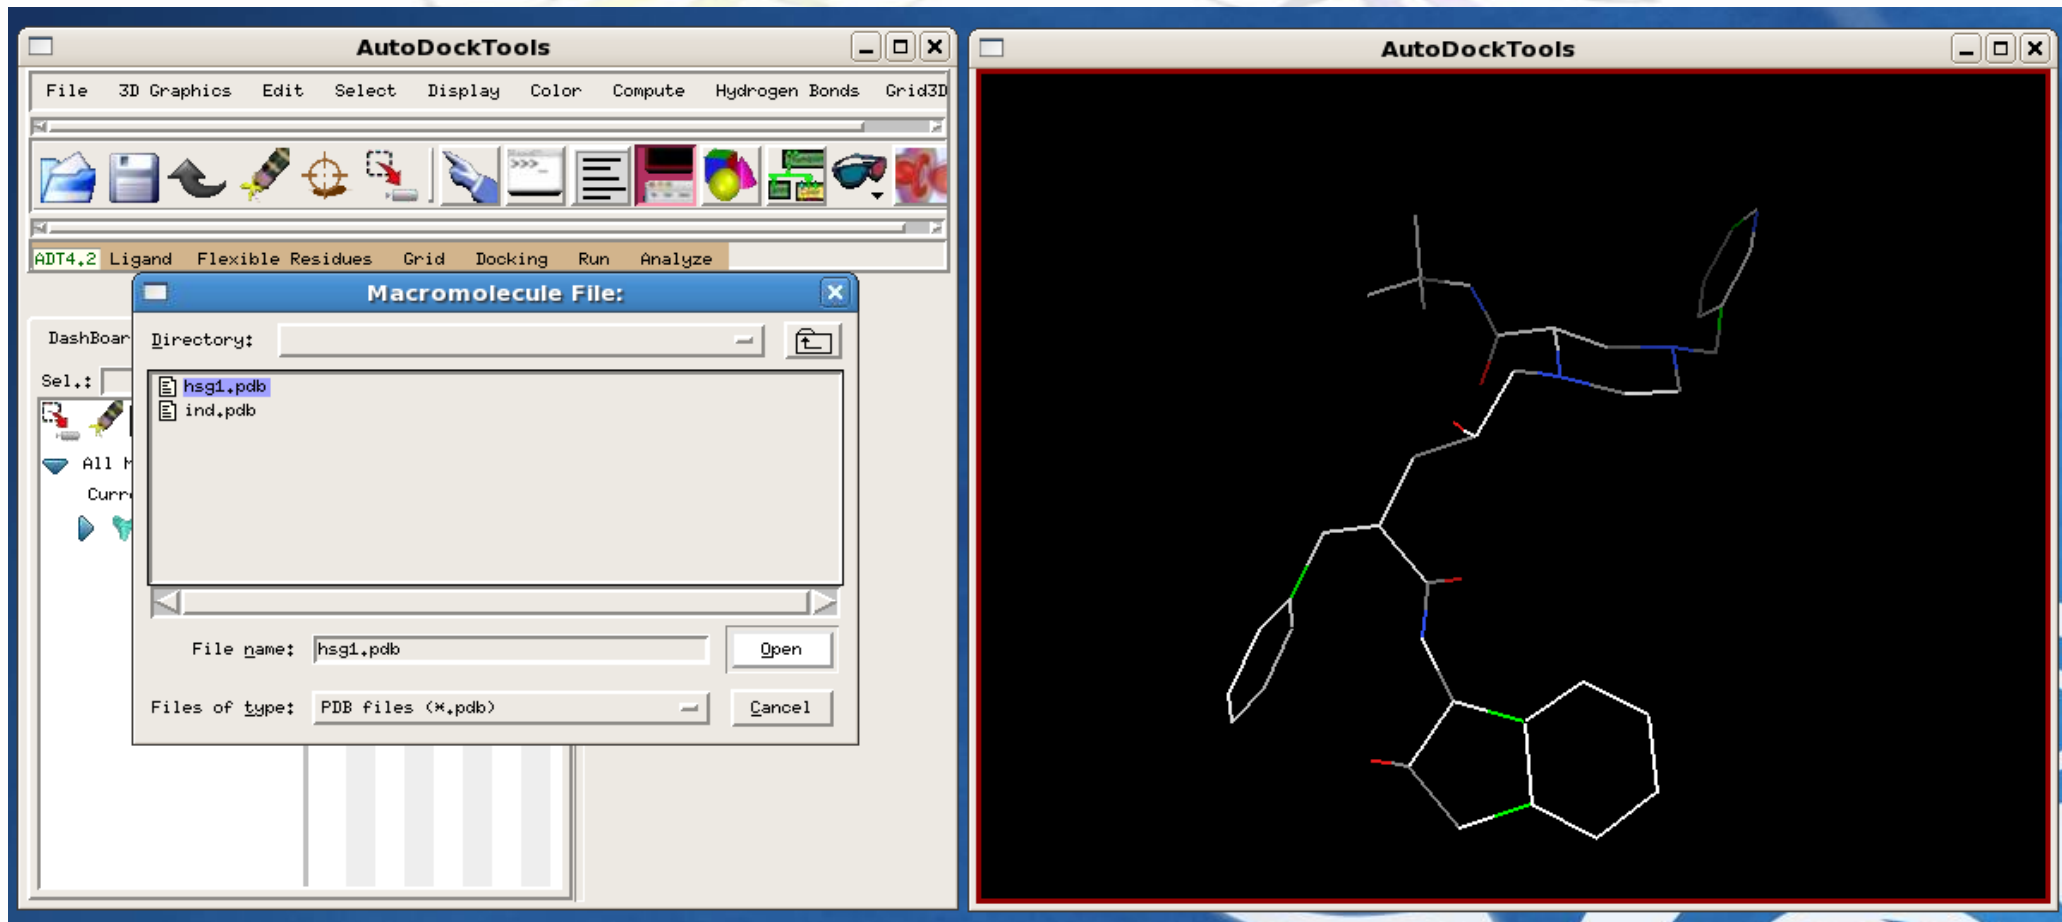 AutoDockTools
File 3D Graphics Edit Select Display Color Compute Hydrogen Bonds Grid3D
>>>_
ADT4.2 Ligand Flexible Residues Grid Docking Run Analyze
Macromolecule File:
DashBoar
Directory:
Sel.:
hsg1.pdb
ind.pdb
All M
Curr
File name: hsg1.pdb Open
Files of type: PDB files (*.pdb) Cancel
AutoDockTools